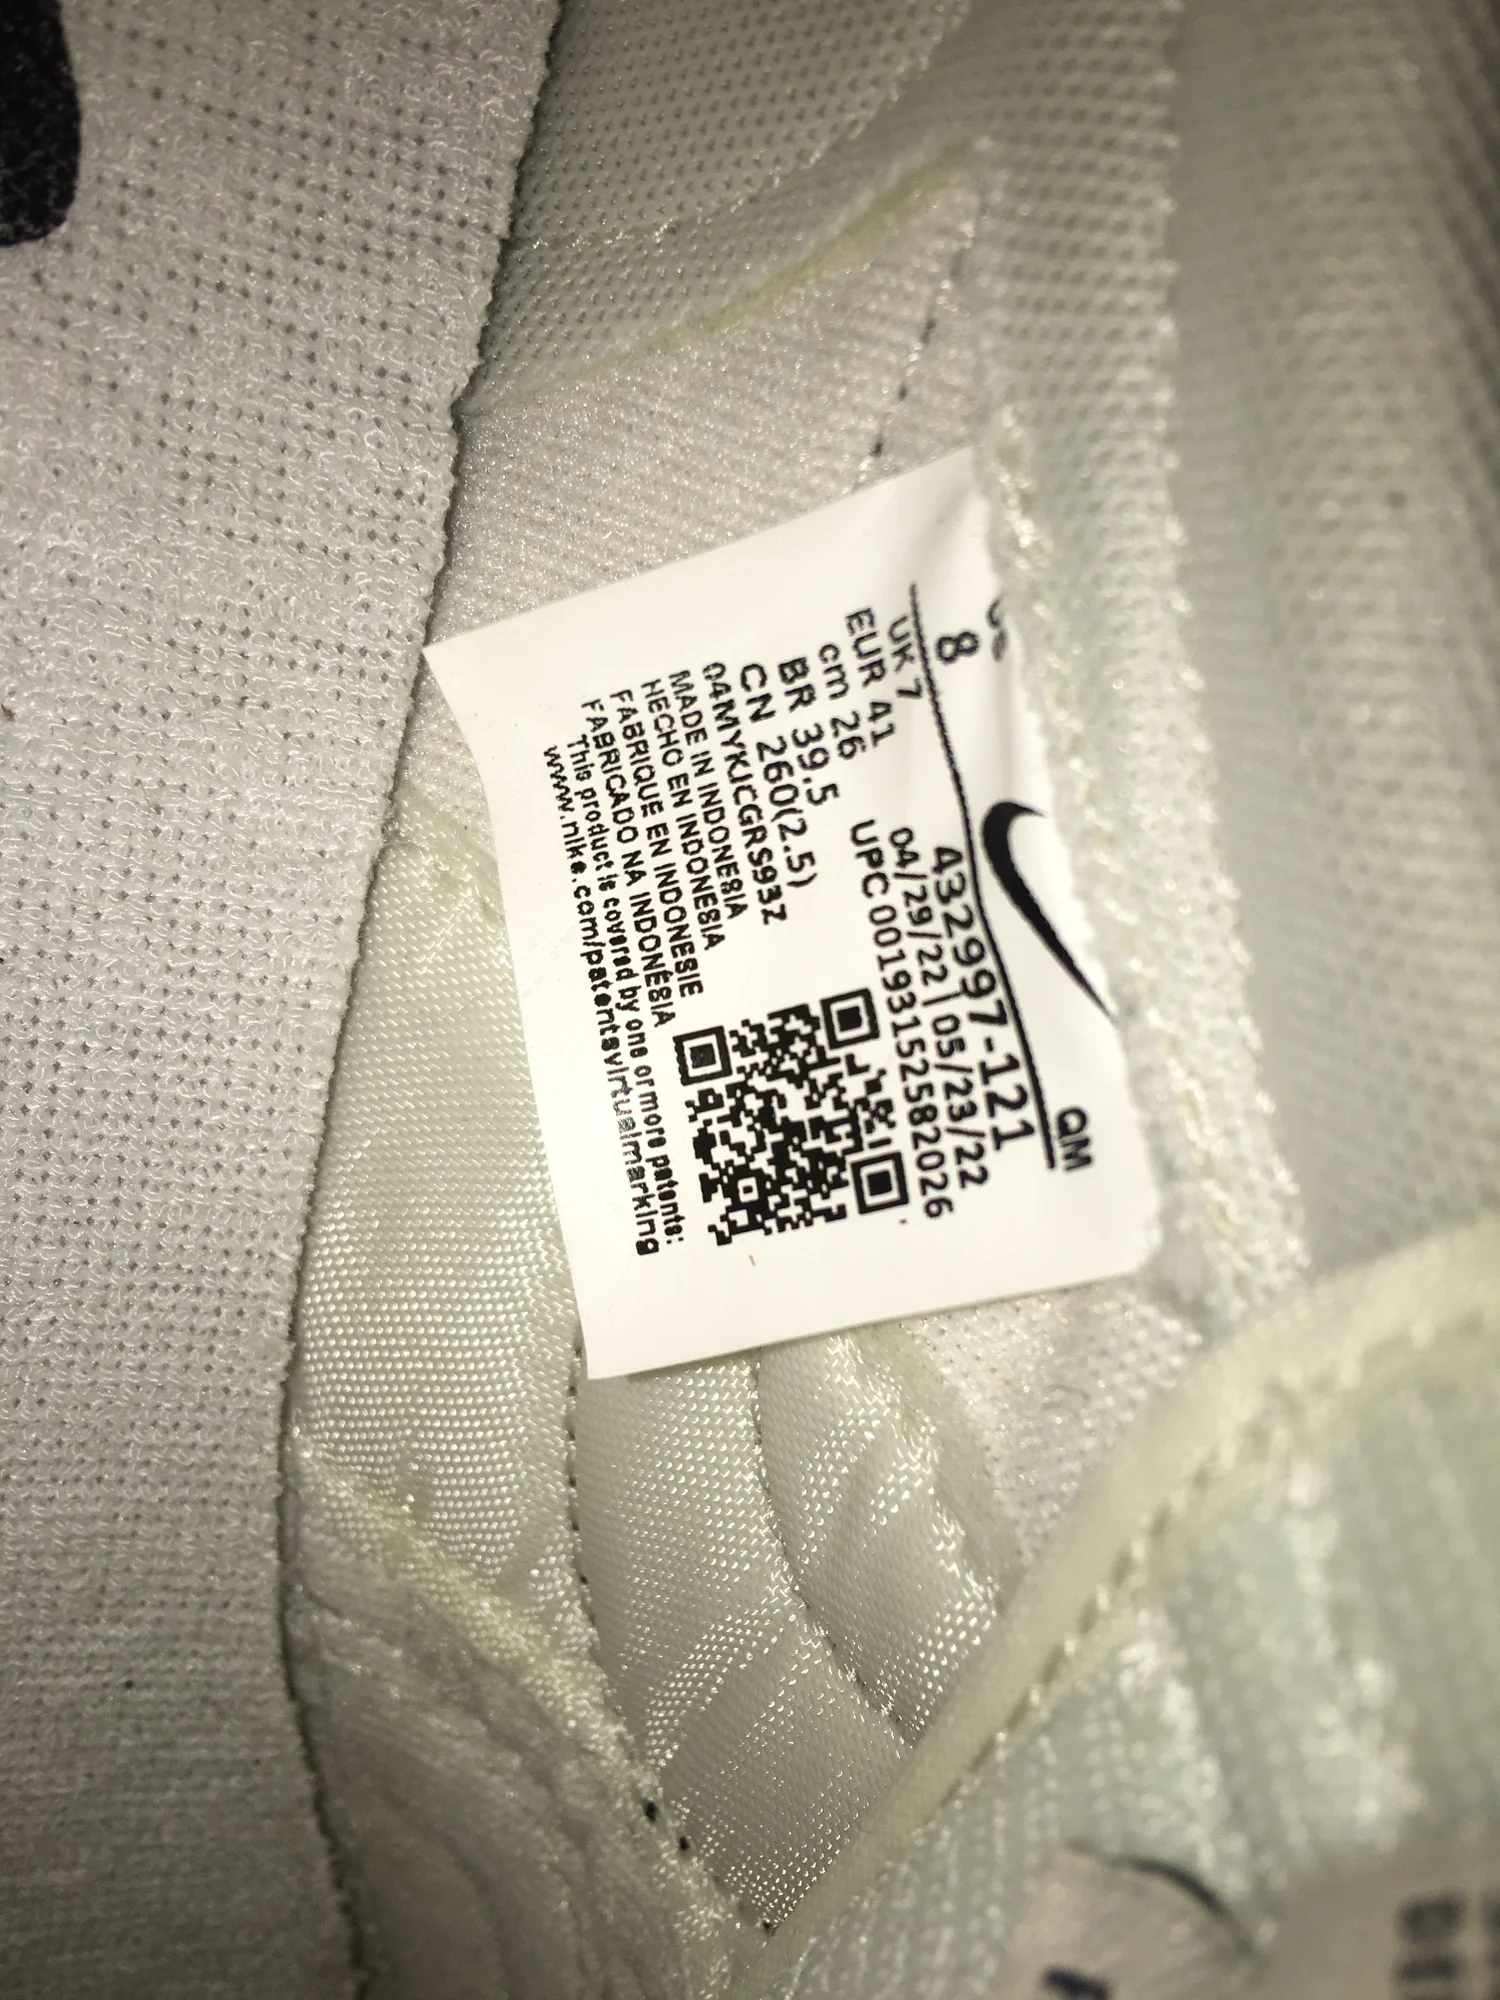 QM
8
UK 7
432997-121
EUR 41
04/29/22 | 05/23/22
cm 26
UPC 00193152582026
BR 39.5
CN 260(2.5)
04MYKJCGRS93Z
MADE IN INDONESIA
HECHO EN INDONESIA
FABRIQUE EN INDONESIE
FABRICADO NA INDONÉSIA
This product is covered by one or more patents:
www.nike.com/patentsvirtualmarking